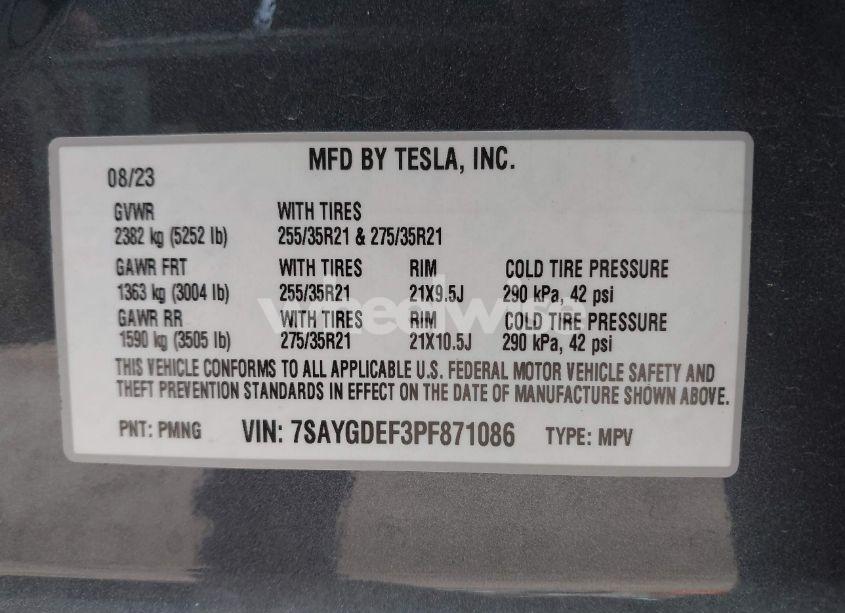 MFD BY TESLA, INC.
08/23
GVWR WITH TIRES
2382 kg (5252 lb) 255/35R21 & 275/35R21
GAWR FRT WITH TIRES RIM COLD TIRE PRESSURE
1363 kg (3004 lb) 255/35R21 21X9.5J 290 kPa, 42 psi
GAWR RR WITH TIRES RIM COLD TIRE PRESSURE
1590 kg (3505 lb) 275/35R21 21X10.5J 290 kPa, 42 psi
THIS VEHICLE CONFORMS TO ALL APPLICABLE U.S. FEDERAL MOTOR VEHICLE SAFETY AND
THEFT PREVENTION STANDARDS IN EFFECT ON THE DATE OF MANUFACTURE SHOWN ABOVE.
PNT: PMNG VIN: 7SAYGDEF3PF871086 TYPE: MPV